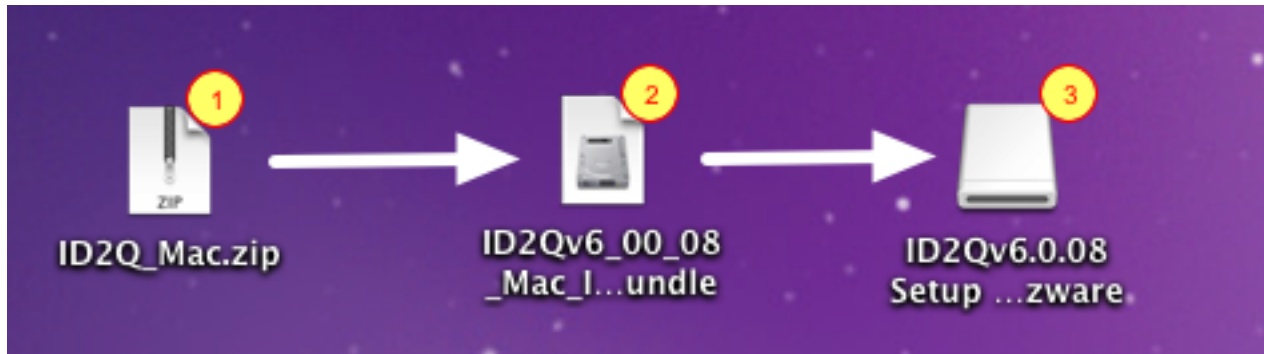 1
2
3
ZIP
ID2Q_Mac.zip
ID2Qv6_00_08
_Mac_I...undle
ID2Qv6.0.08
Setup ...zware